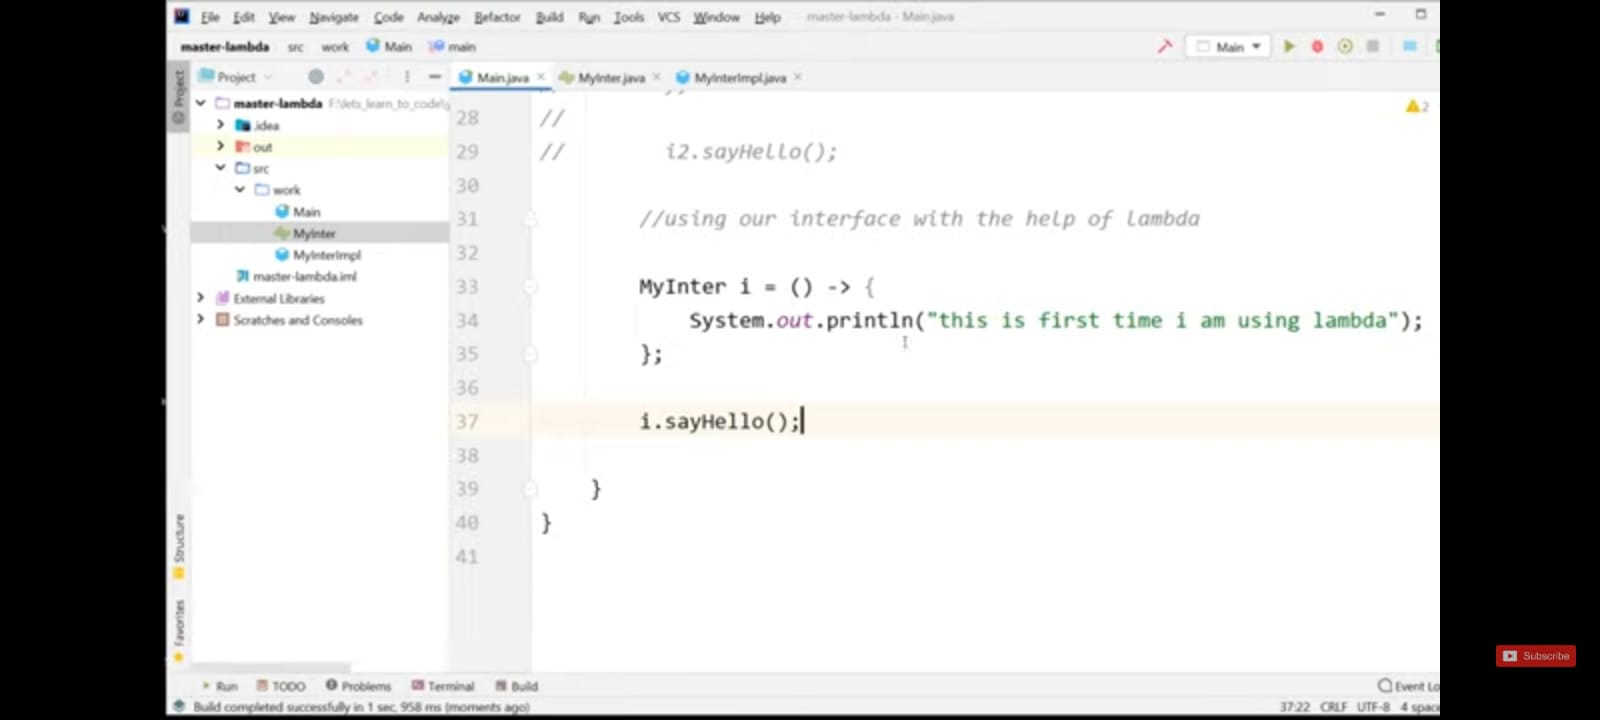 File Edit View Navigate Code Analyze Refactor Build Run Tools VCS Window Help master-lambda - Main.java
master-lambda src work Main main Main
Project Main.java MyInter.java MyInterImpl.java
Project
master-lambda F:\lets_learn_to_code\
.idea
out
src
work
Main
MyInter
MyInterImpl
master-lambda.iml
External Libraries
Scratches and Consoles
Structure
Favorites
2
28 //
29 // i2.sayHello();
30
31 //using our interface with the help of lambda
32
33 MyInter i = () -> {
34 System.out.println("this is first time i am using lambda");
35 };
36
37 i.sayHello();
38
39 }
40 }
41
Subscribe
Run TODO Problems Terminal Build Event Lo
Build completed successfully in 1 sec, 958 ms (moments ago) 37:22 CRLF UTF-8 4 spac